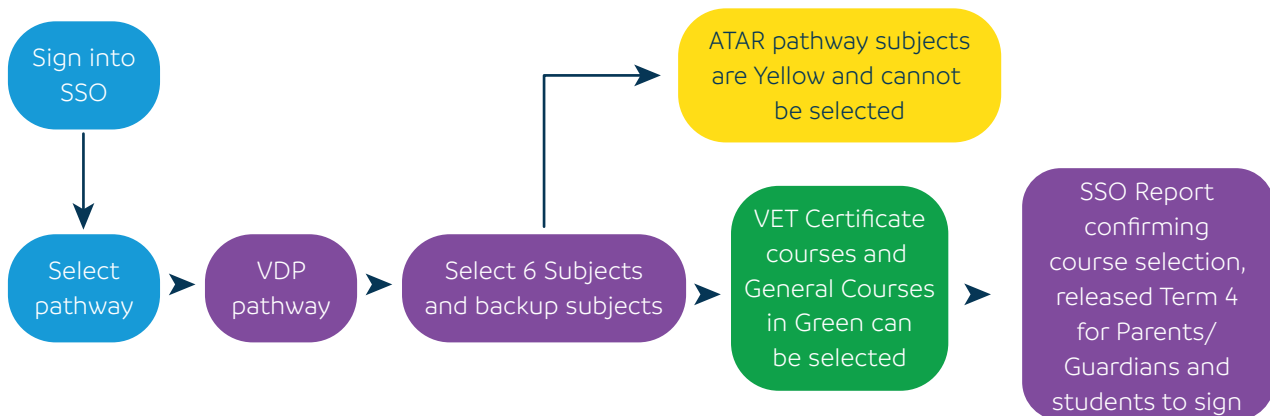 Sign into
SSO
ATAR pathway subjects
are Yellow and cannot
be selected
Select
pathway
VDP
pathway
Select 6 Subjects
and backup subjects
VET Certificate
courses and
General Courses
in Green can
be selected
SSO Report
confirming
course selection,
released Term 4
for Parents/
Guardians and
students to sign